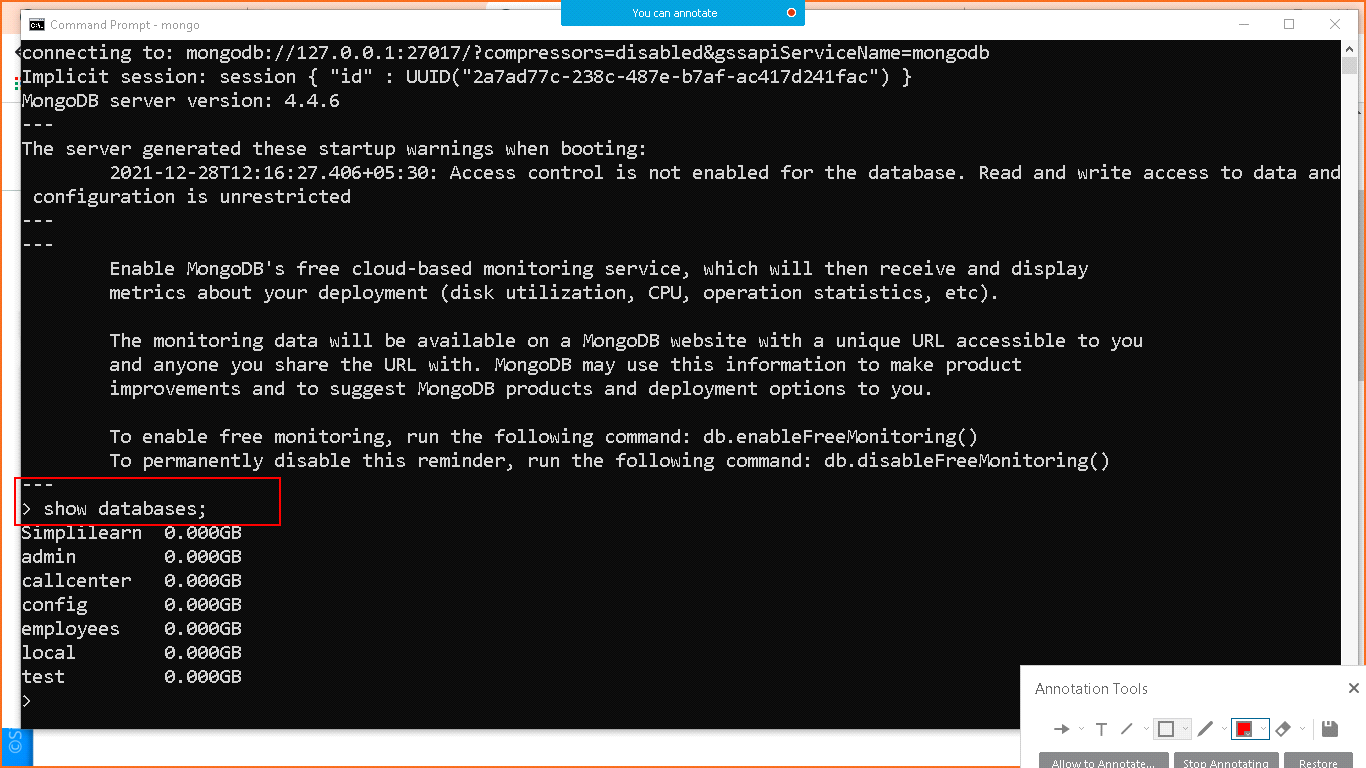 You can annotate
Command Prompt - mongo
connecting to: mongodb://127.0.0.1:27017/?compressors=disabled&gssapiServiceName=mongodb
Implicit session: session { "id" : UUID("2a7ad77c-238c-487e-b7af-ac417d241fac") }
MongoDB server version: 4.4.6
---
The server generated these startup warnings when booting:
        2021-12-28T12:16:27.406+05:30: Access control is not enabled for the database. Read and write access to data and
 configuration is unrestricted
---
---
        Enable MongoDB's free cloud-based monitoring service, which will then receive and display
        metrics about your deployment (disk utilization, CPU, operation statistics, etc).

        The monitoring data will be available on a MongoDB website with a unique URL accessible to you
        and anyone you share the URL with. MongoDB may use this information to make product
        improvements and to suggest MongoDB products and deployment options to you.

        To enable free monitoring, run the following command: db.enableFreeMonitoring()
        To permanently disable this reminder, run the following command: db.disableFreeMonitoring()
---
> show databases;
Simplilearn  0.000GB
admin        0.000GB
callcenter   0.000GB
config       0.000GB
employees    0.000GB
local        0.000GB
test         0.000GB
>
Annotation Tools
Allow to Annotate... Stop Annotating Restore
©S